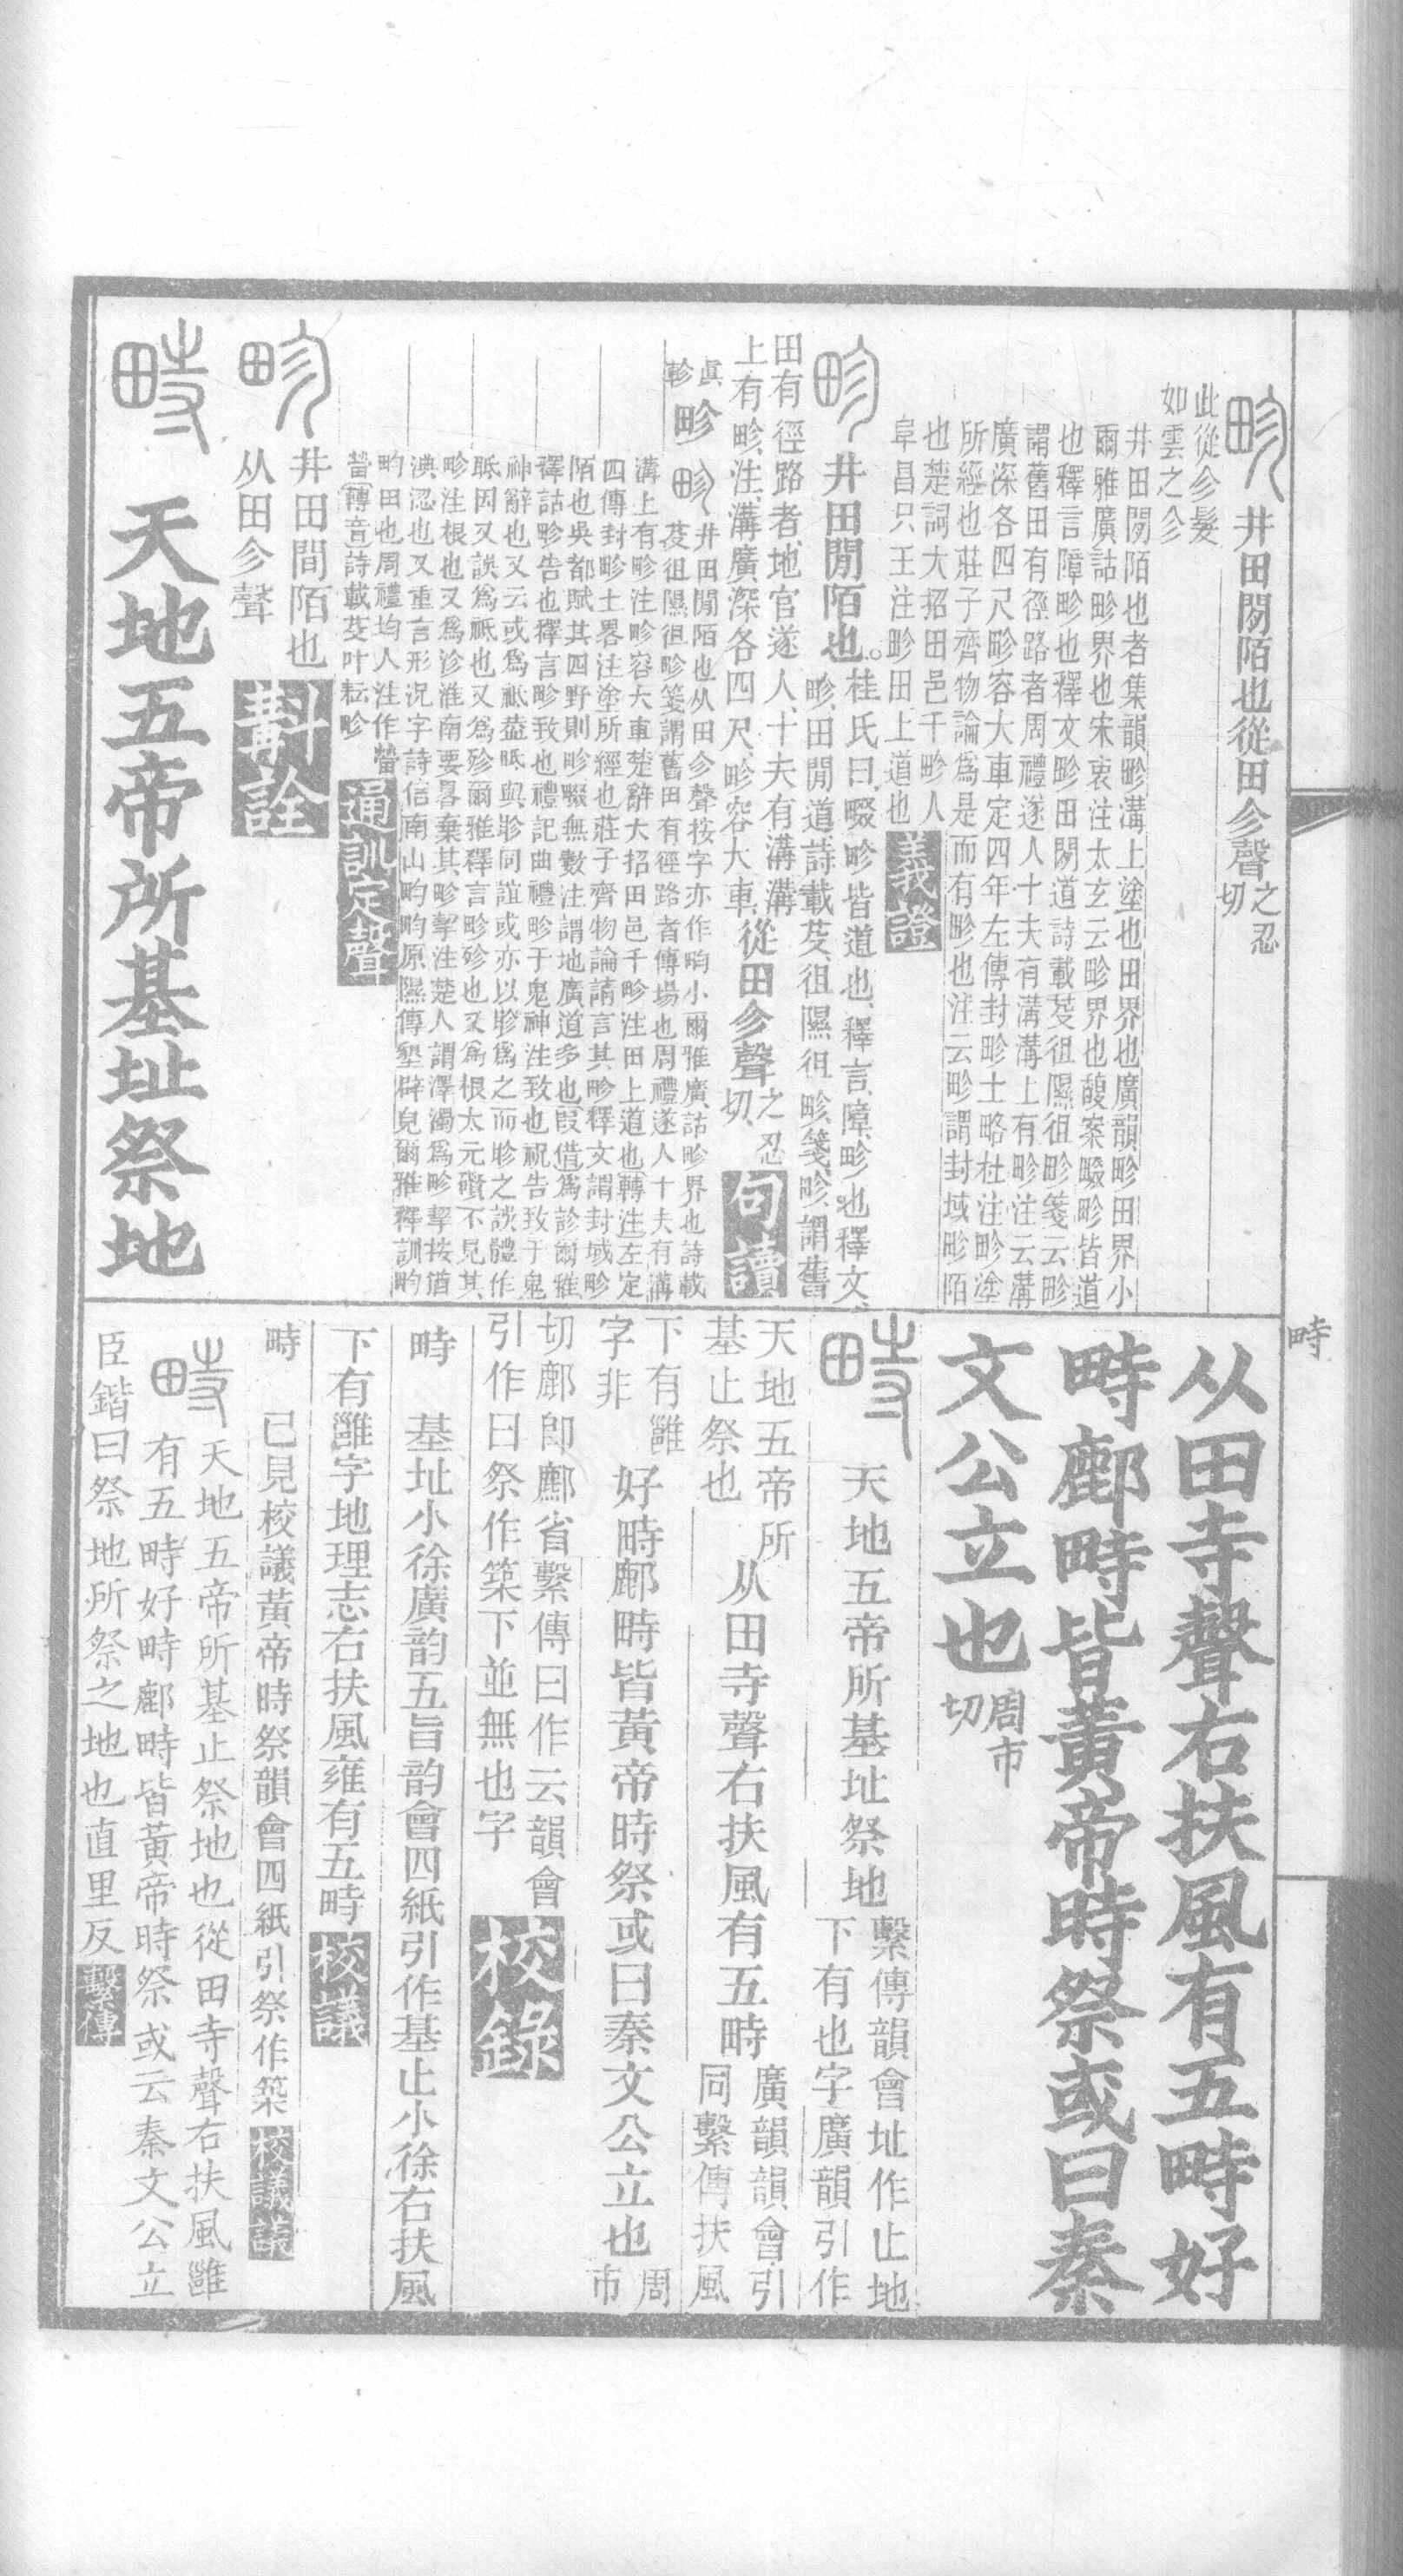 畛井田閒陌也從田㐱聲之忍切
此從㐱髮
如雲之㐱
井田閒陌也者集韻畛溝上塗也田界也廣韻畛田界小
爾雅廣詁畛界也宋衷注太玄云畛界也馥案畷畛皆道
也釋言障畛也釋文畛田閒道詩載芟徂隰徂畛箋云畛
謂舊田有徑路者周禮遂人十夫有溝溝上有畛注云溝
廣深各四尺畛容大車定四年左傳封畛土略杜注畛塗
所經也莊子齊物論爲是而有畛也注云畛謂封域畛陌
也楚詞大招田邑千畛人
阜昌只王注畛田上道也義證
畛井田閒陌也。桂氏曰畷畛皆道也釋言障畛也釋文
畛田閒道詩載芟徂隰徂畛箋畛謂舊
田有徑路者地官遂人十夫有溝溝
上有畛注溝廣深各四尺畛容大車從田㐱聲之忍切句讀
真畛軫
畛井田閒陌也从田㐱聲按字亦作畇小爾雅廣詁畛界也詩載
芟徂隰徂畛箋謂舊田有徑路者傳場也周禮遂人十夫有溝
溝上有畛注畛容大車楚辭大招田邑千畛注田上道也轉注左定
四傳封畛土畧注塗所經也莊子齊物論請言其畛釋文謂封域畛
陌也吳都賦其四野則畛畷無數注謂地廣道多也叚借爲診爾雅
釋詁畛告也釋言畛致也禮記曲禮畛于鬼神注致也祝告致于鬼
神辭也又云或爲祗葢眡與診同誼或亦以診爲之而診之誤體作
眡因又誤爲祗也又爲殄爾雅釋言畛殄也又爲根太元礥不見其
畛注根也又爲沴淮南要畧棄其畛挈注楚人謂澤濁爲畛挈按猶
淟涊也又重言形況字詩信南山畇畇原隰傳墾辟皃爾雅釋訓畇
畇田也周禮均人注作𤲬
𤲬傳音詩載芟叶耘畛通訓定聲
畛井田間陌也
从田㐱聲斠詮
畤天地五帝所基址祭地
从田寺聲右扶風有五畤好
畤鄜畤皆黃帝時祭或曰秦
文公立也周市切
畤天地五帝所基址祭地繫傳韻會址作止地
下有也字廣韻引作
天地五帝所
基止祭也从田寺聲右扶風有五畤廣韻韻會引
同繫傳扶風
下有雝
字非好畤鄜畤皆黃帝時祭或曰秦文公立也周市
切鄜卽鄜省繫傳曰作云韻會
引作曰祭作築下並無也字校錄
畤基址小徐廣韵五旨韵會四紙引作基止小徐右扶風
下有雝字地理志右扶風雍有五畤校議
畤已見校議黃帝時祭韻會四紙引祭作築校議議
畤天地五帝所基止祭地也從田寺聲右扶風雝
有五畤好畤鄜畤皆黃帝時祭或云秦文公立
臣鍇曰祭地所祭之地也直里反繫傳
畤